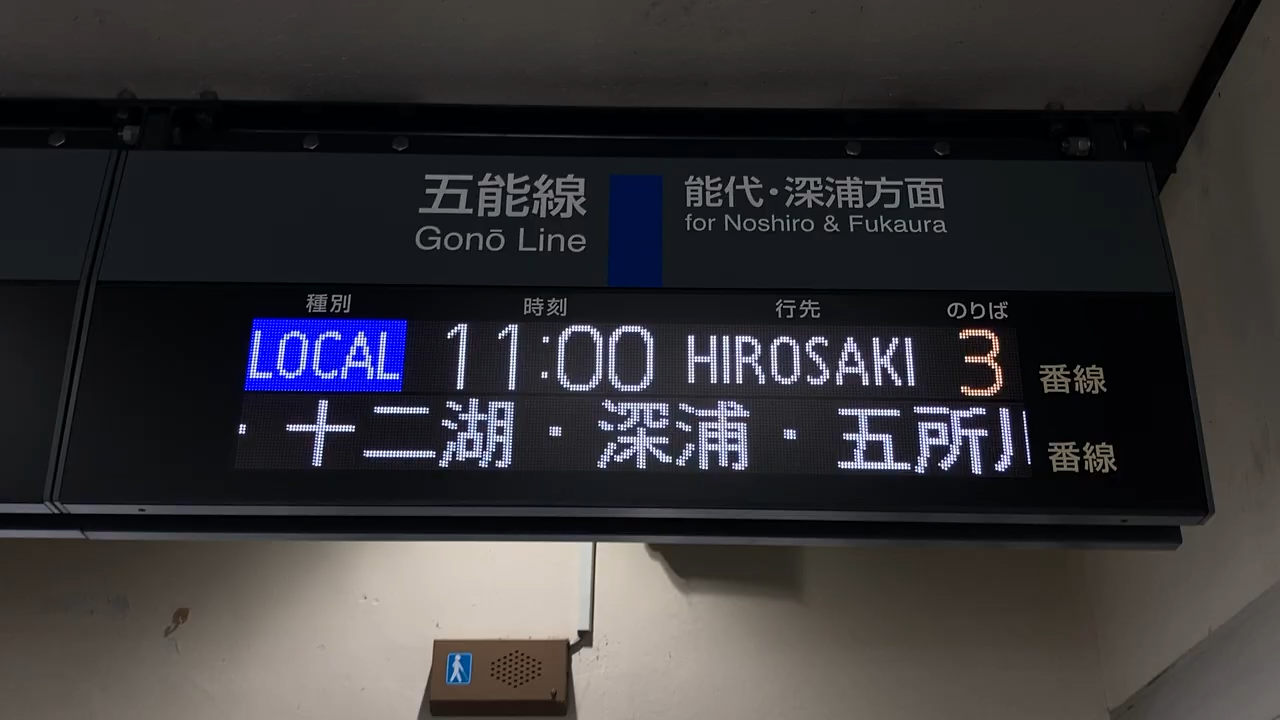 五能線 能代・深浦方面
Gonō Line for Noshiro & Fukaura
種別 時刻 行先 のりば
LOCAL 11:00 HIROSAKI 3 番線
・十二湖・深浦・五所川 番線